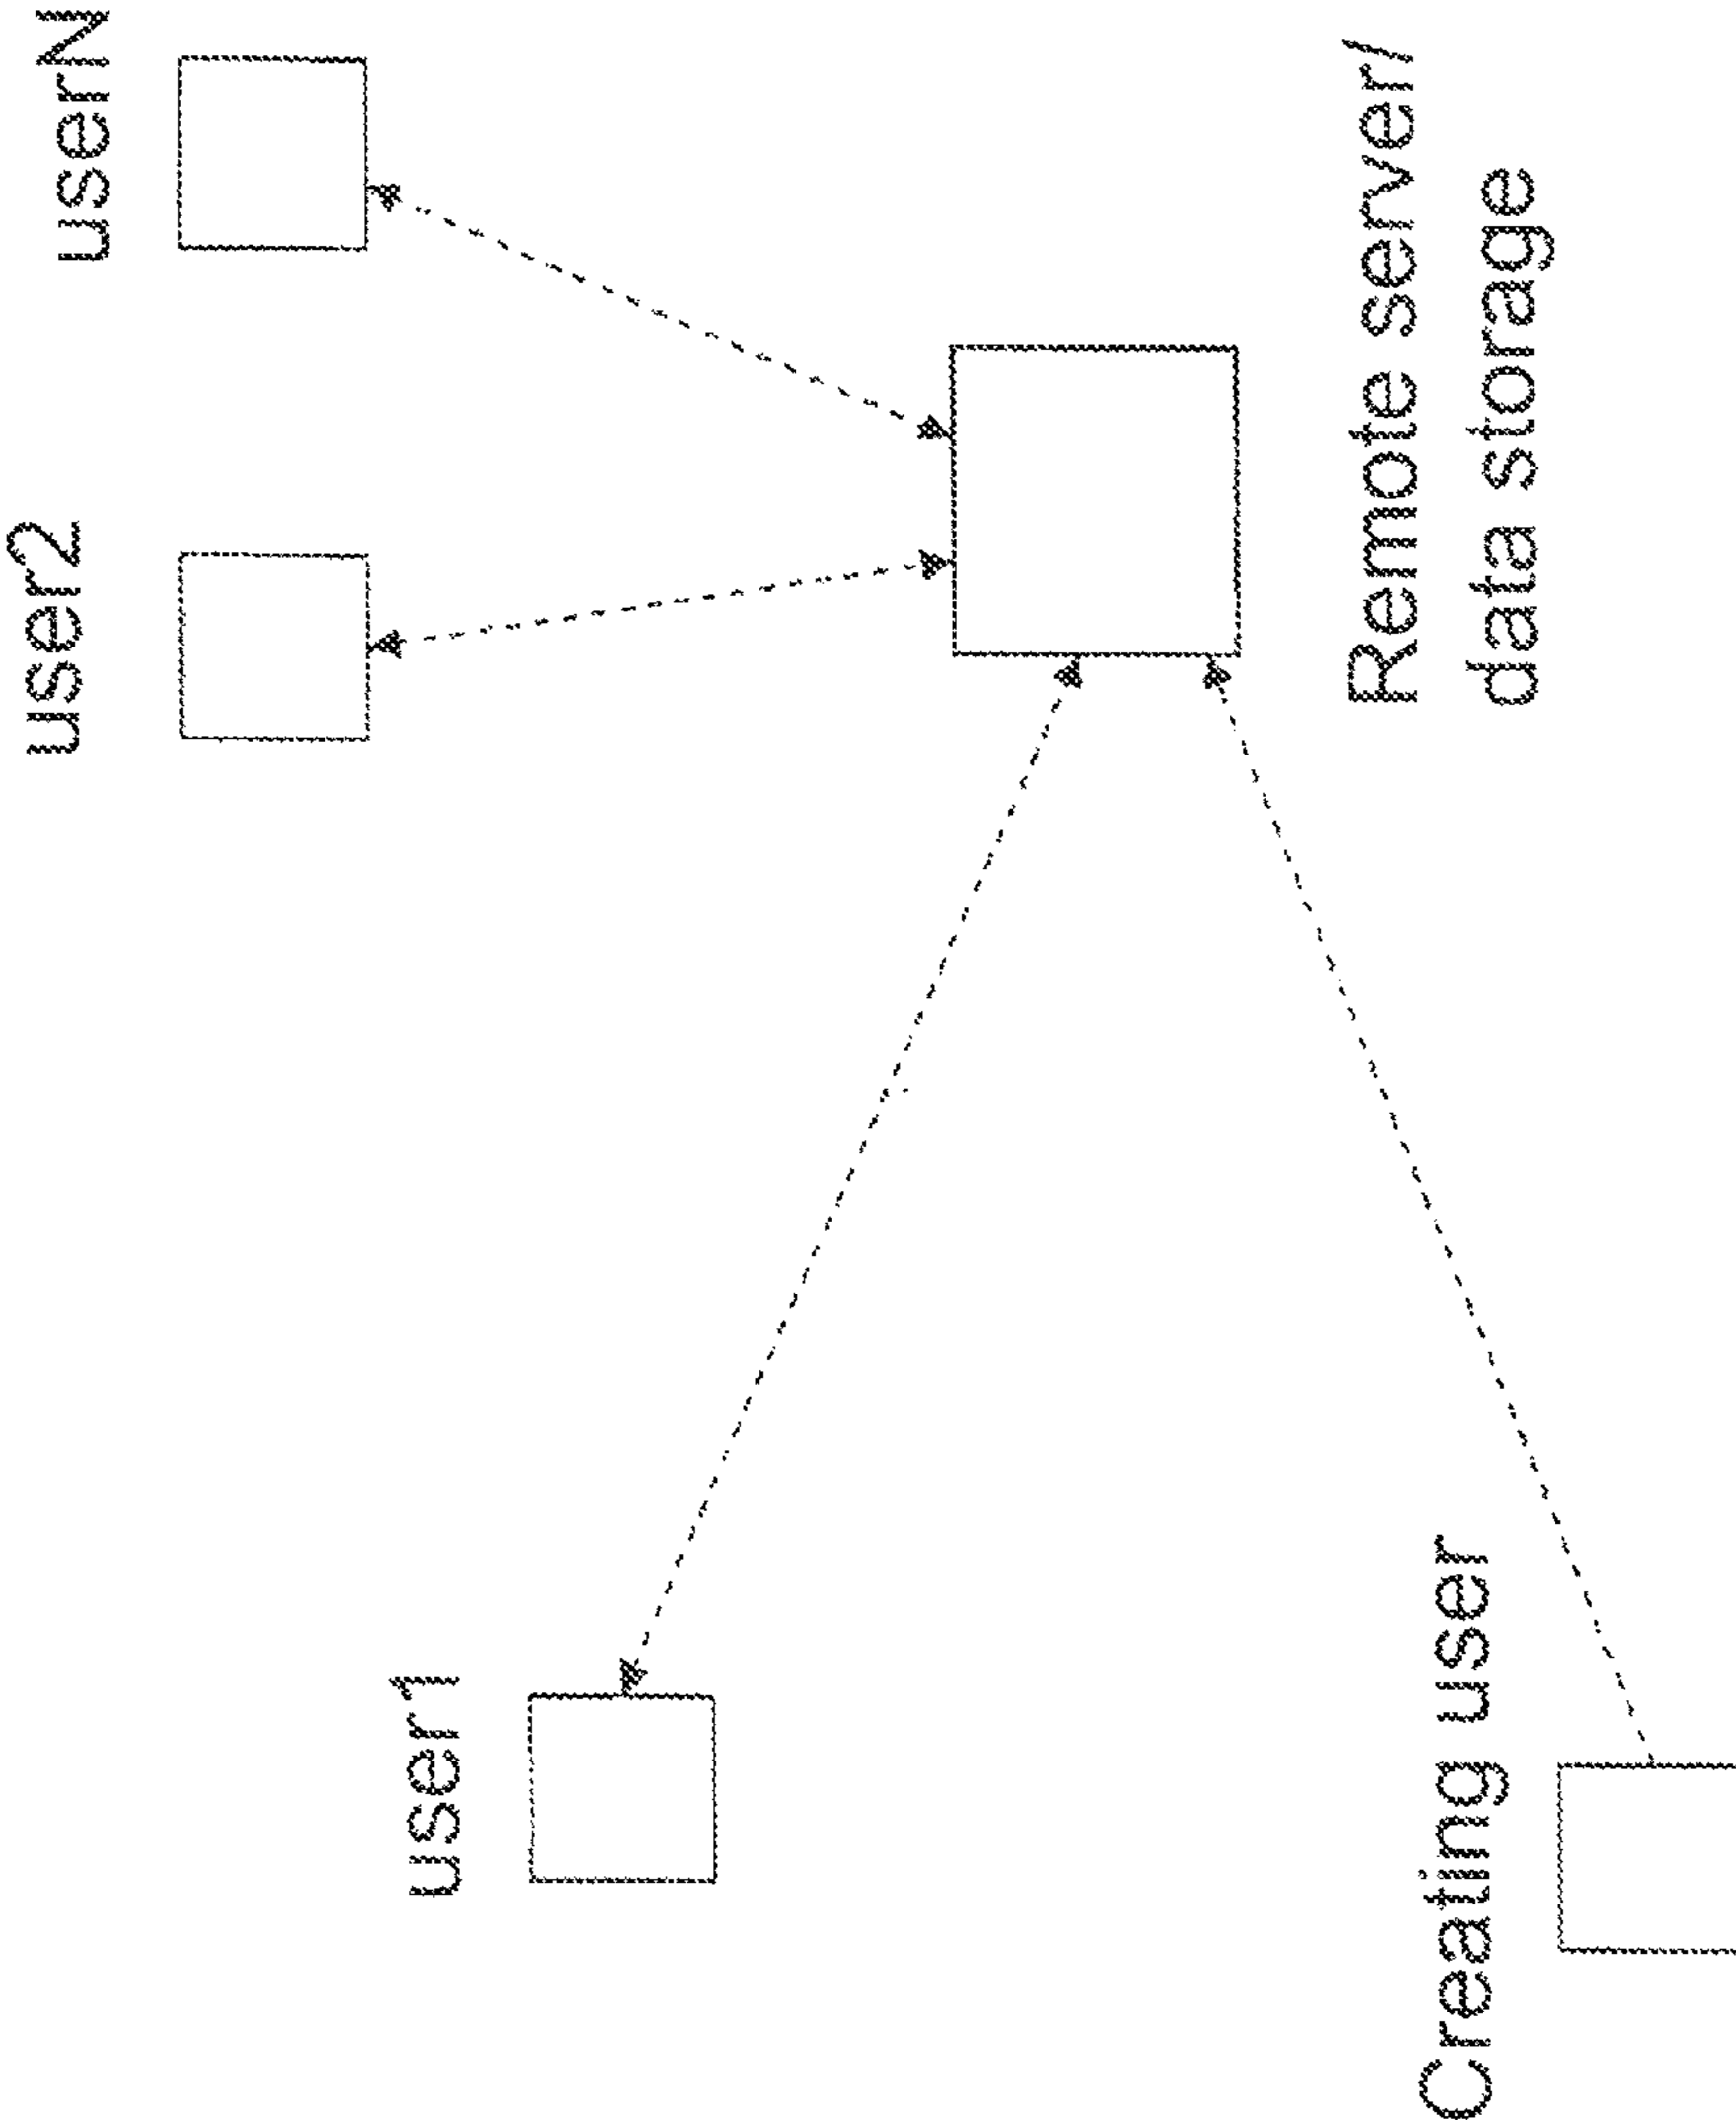 user1
user2
userN
Creating user
Remote server/
data storage